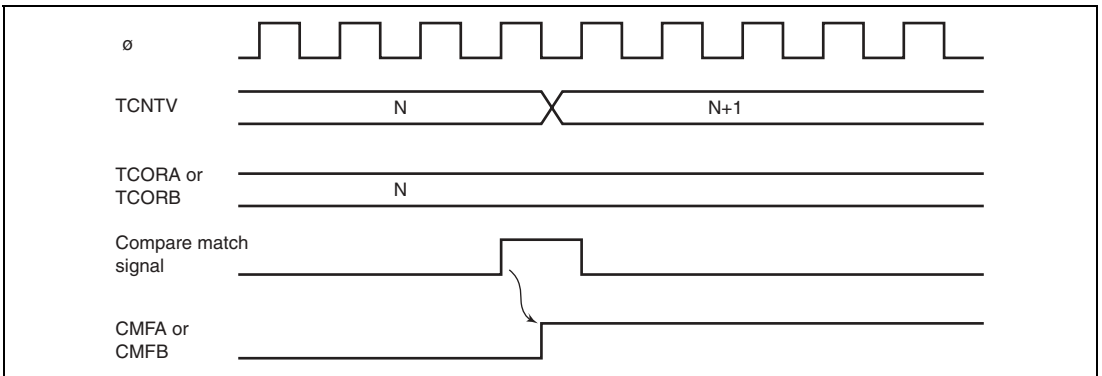 ø
TCNTV N N+1
TCORA or
TCORB N
Compare match
signal
CMFA or
CMFB